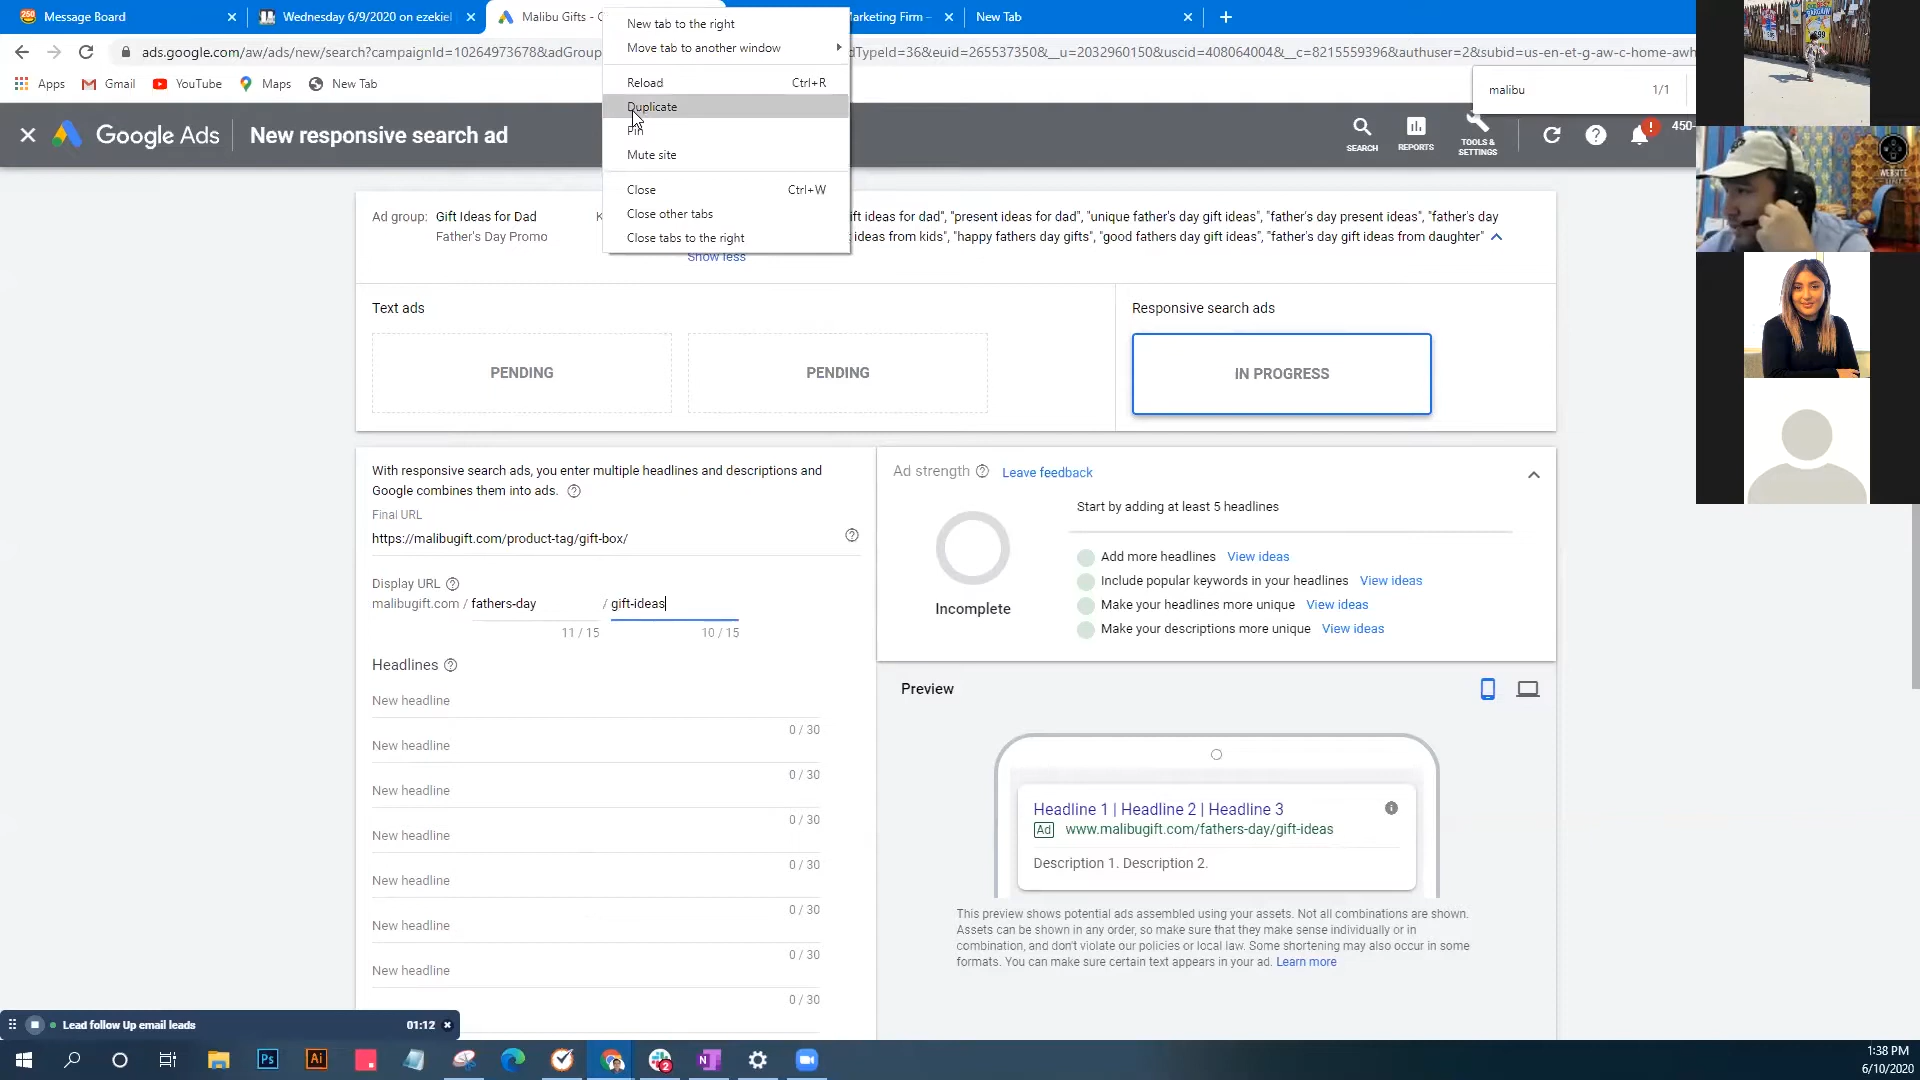 Message Board
Wednesday 6/9/2020 on ezekiel
Malibu Gifts - G
Marketing Firm –
New Tab
ads.google.com/aw/ads/new/search?campaignId=10264973678&adGroup
dTypeId=36&euid=265537350&__u=2032960150&uscid=408064004&__c=8215559396&authuser=2&subid=us-en-et-g-aw-c-home-awh
Apps
Gmail
YouTube
Maps
New Tab
malibu 1/1
New tab to the right
Move tab to another window
Reload Ctrl+R
Duplicate
Pin
Mute site
Close Ctrl+W
Close other tabs
Close tabs to the right
Google Ads
New responsive search ad
SEARCH
REPORTS
TOOLS &
SETTINGS
450-
WEBSITE
Ad group: Gift Ideas for Dad
Father's Day Promo
K
ift ideas for dad", "present ideas for dad", "unique father's day gift ideas", "father's day present ideas", "father's day
ideas from kids", "happy fathers day gifts", "good fathers day gift ideas", "father's day gift ideas from daughter"
Show less
Text ads
PENDING
PENDING
Responsive search ads
IN PROGRESS
With responsive search ads, you enter multiple headlines and descriptions and
Google combines them into ads.
Final URL
https://malibugift.com/product-tag/gift-box/
Display URL
malibugift.com / fathers-day / gift-ideas
11 / 15
10 / 15
Headlines
New headline
0 / 30
New headline
0 / 30
New headline
0 / 30
New headline
0 / 30
New headline
0 / 30
New headline
0 / 30
New headline
0 / 30
Ad strength
Leave feedback
Start by adding at least 5 headlines
Incomplete
Add more headlines View ideas
Include popular keywords in your headlines View ideas
Make your headlines more unique View ideas
Make your descriptions more unique View ideas
Preview
Headline 1 | Headline 2 | Headline 3
Ad www.malibugift.com/fathers-day/gift-ideas
Description 1. Description 2.
This preview shows potential ads assembled using your assets. Not all combinations are shown.
Assets can be shown in any order, so make sure that they make sense individually or in
combination, and don't violate our policies or local law. Some shortening may also occur in some
formats. You can make sure certain text appears in your ad. Learn more
Lead follow Up email leads 01:12
Ps
Ai
N
2
1:38 PM
6/10/2020